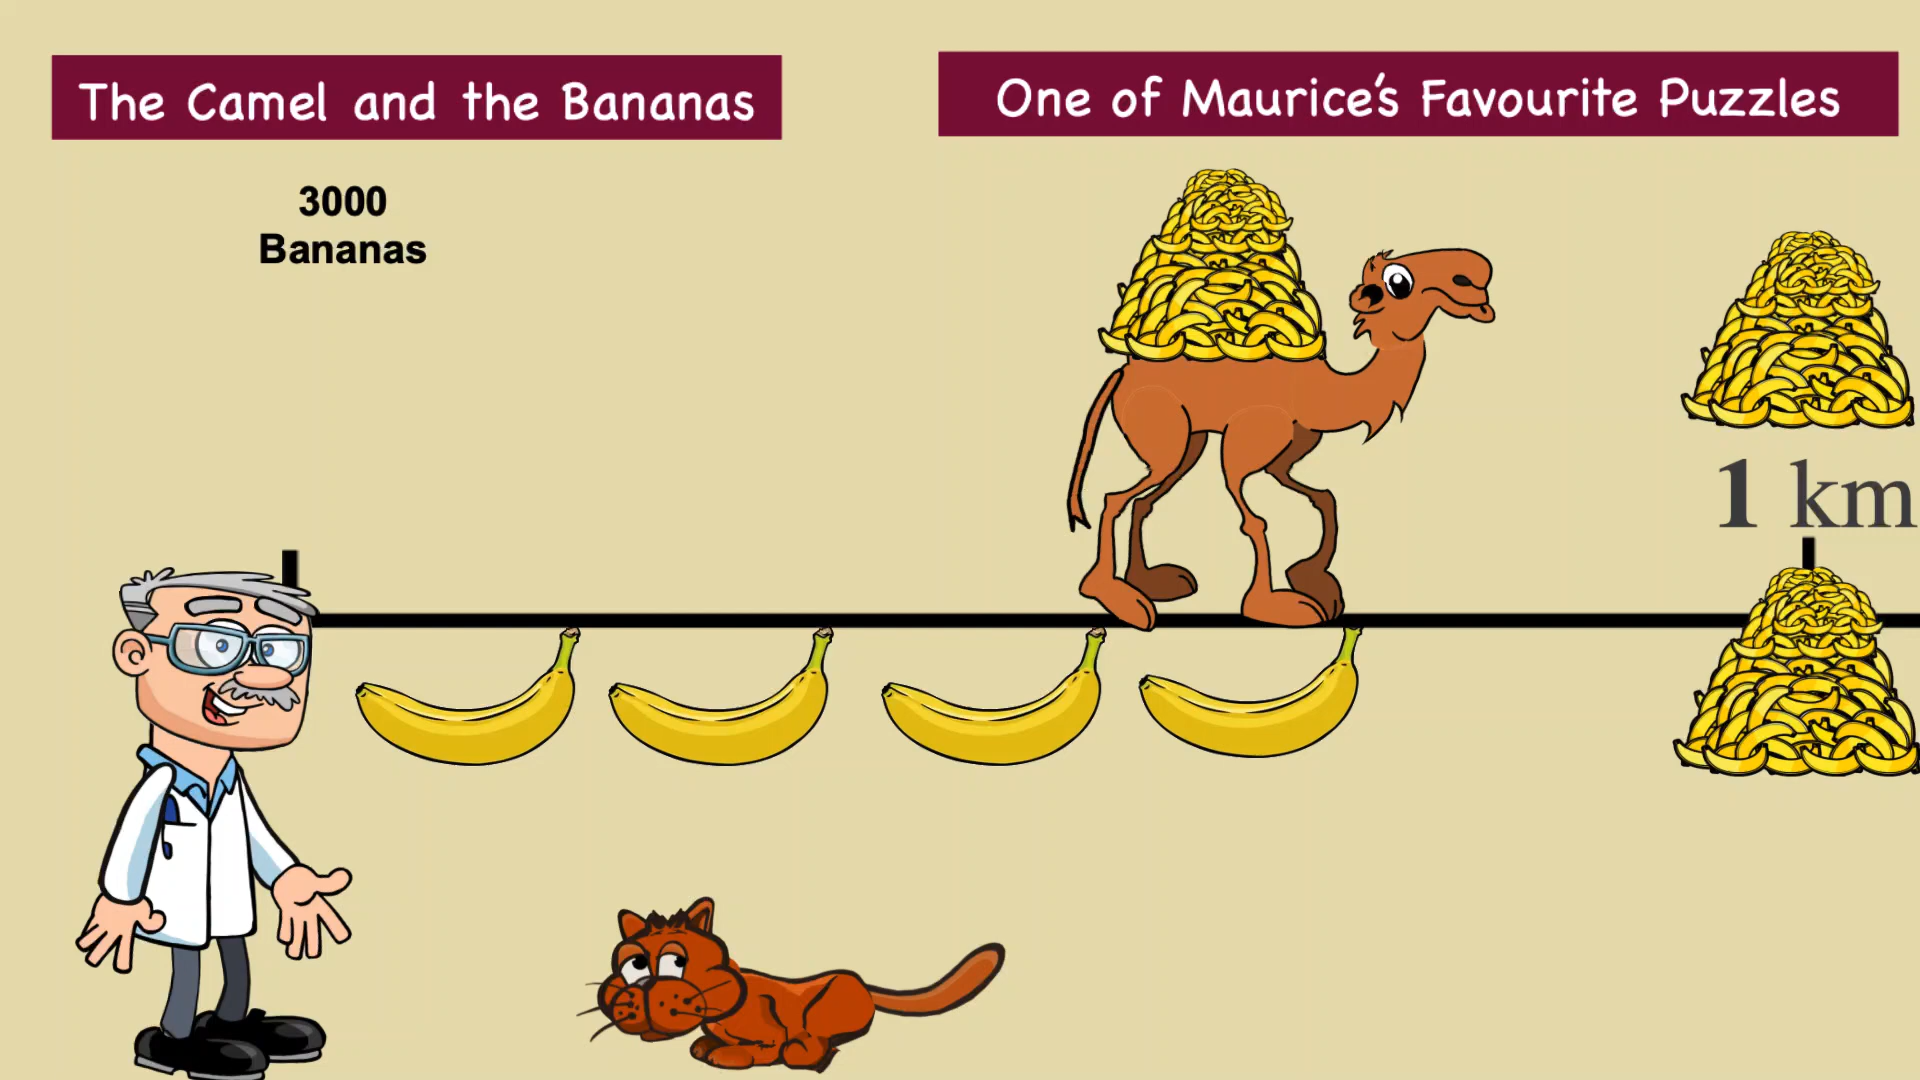 The Camel and the Bananas
One of Maurice's Favourite Puzzles
3000
Bananas
1 km